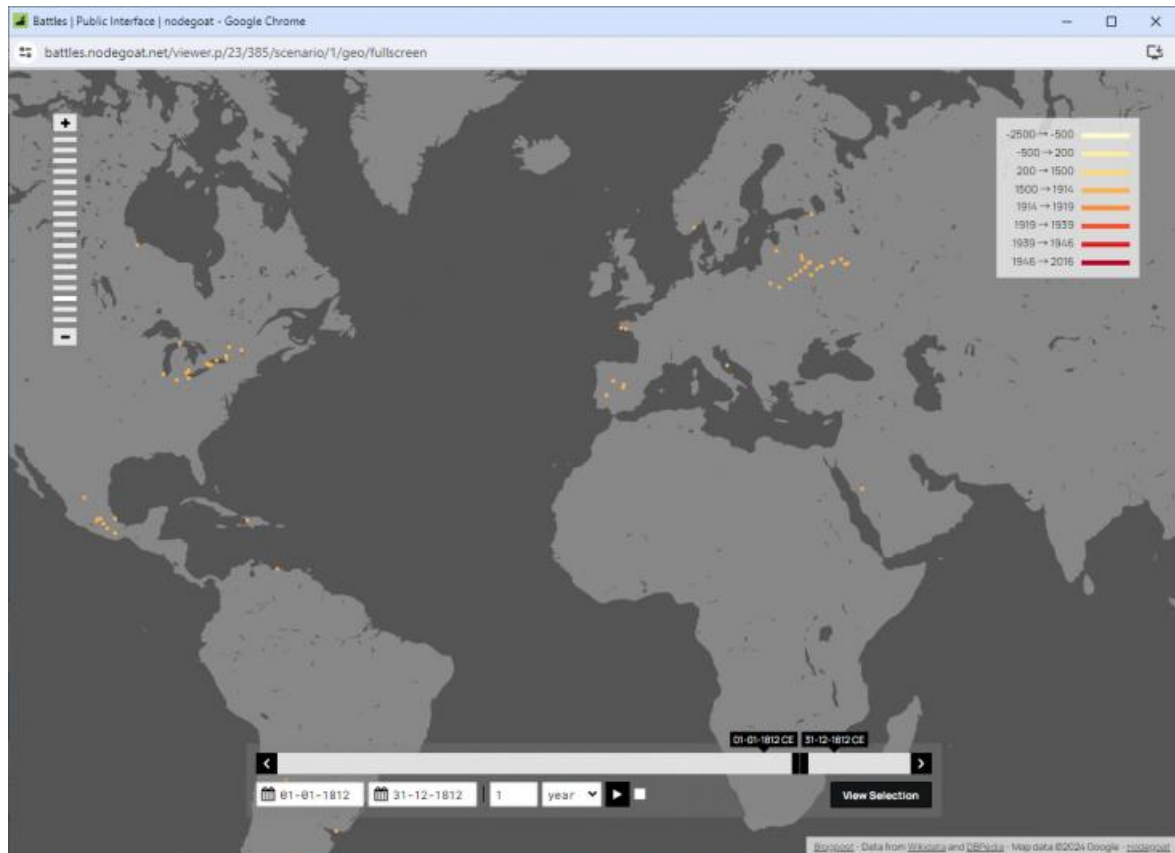 Battles | Public Interface | nodegoat - Google Chrome
battles.nodegoat.net/viewer.p/23/385/scenario/1/geo/fullscreen
+
-2500 → -500
-500 → 200
200 → 1500
1500 → 1914
1914 → 1919
1919 → 1939
1939 → 1946
1946 → 2016
-
01-01-1812 CE 31-12-1812 CE
01-01-1812 31-12-1812 1 year View Selection
Blogpost - Data from Wikidata and DBPedia - Map data ©2024 Google - nodegoat